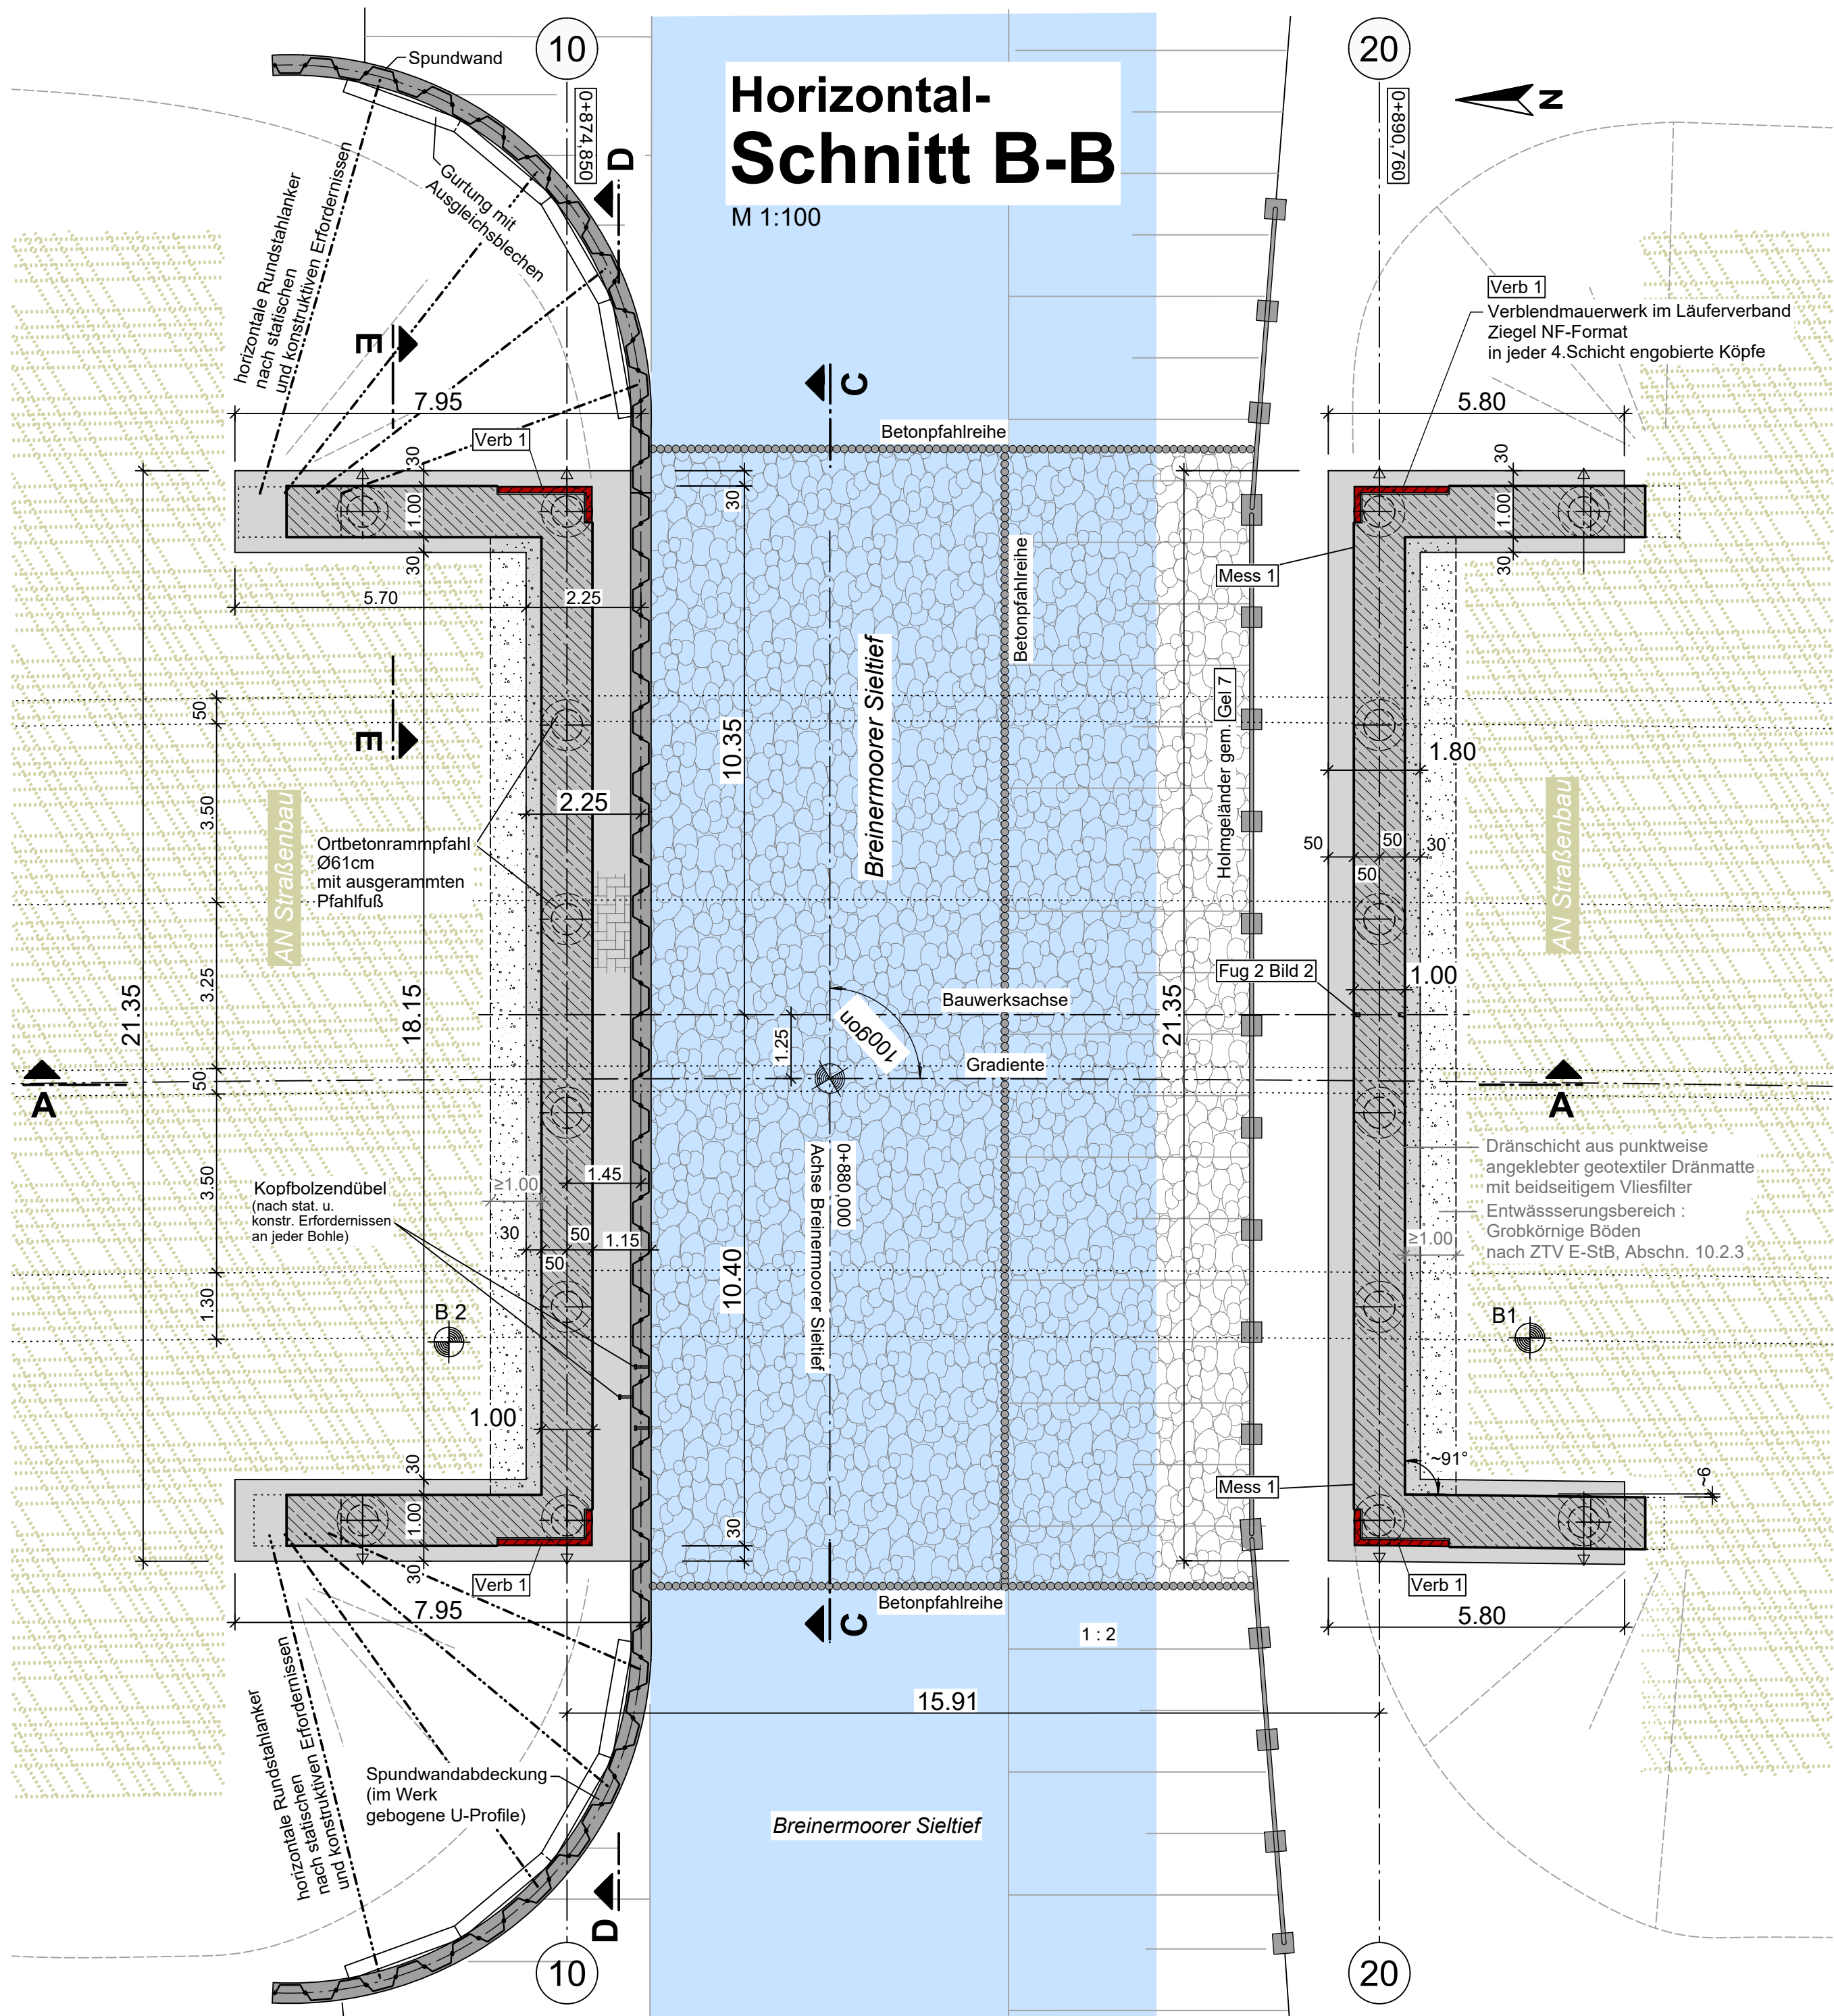 10
20
Spundwand
0+874,850
D
Horizontal-
Schnitt B-B
M 1:100
0+890,760
N
horizontale Rundstahlanker
nach statischen
und konstruktiven Erfordernissen
Gurtung mit
Ausgleichsblechen
E
C
Verb 1
Verblendmauerwerk im Läuferverband
Ziegel NF-Format
in jeder 4.Schicht engobierte Köpfe
7.95
5.80
Verb 1
Betonpfahlreihe
30
1.00
30
30
30
1.00
30
Betonpfahlreihe
Mess 1
5.70
2.25
Breinermoorer Sieltief
Holmgeländer gem. Gel 7
50
E
10.35
1.80
3.50
2.25
AN Straßenbau
Ortbetonrammpfahl
Ø61cm
mit ausgerammten
Pfahlfuß
50
50
30
50
AN Straßenbau
21.35
3.25
18.15
Bauwerksachse
21.35
Fug 2 Bild 2
1.00
100gon
1.25
Gradiente
50
A
A
Dränschicht aus punktweise
angeklebter geotextiler Dränmatte
mit beidseitigem Vliesfilter
Entwässserungsbereich :
Grobkörnige Böden
nach ZTV E-StB, Abschn. 10.2.3
≥1.00
3.50
Kopfbolzendübel
(nach stat. u.
konstr. Erfordernissen
an jeder Bohle)
≥1.00
1.45
30
50
1.15
50
0+880,000
Achse Breinermoorer Sieltief
10.40
1.30
B 2
B1
1.00
30
1.00
30
30
Mess 1
~91°
~6
Verb 1
Verb 1
7.95
5.80
Betonpfahlreihe
C
1 : 2
15.91
horizontale Rundstahlanker
nach statischen
und konstruktiven Erfordernissen
Spundwandabdeckung
(im Werk
gebogene U-Profile)
Breinermoorer Sieltief
D
10
20